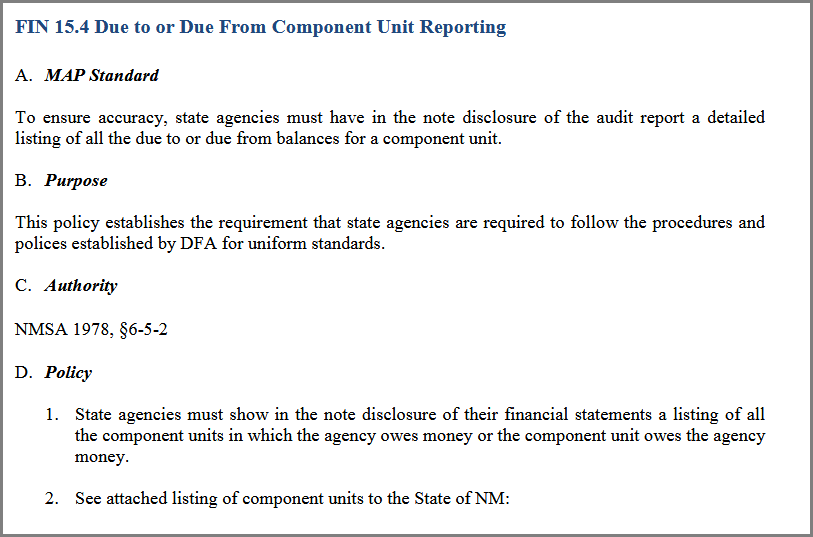 FIN 15.4 Due to or Due From Component Unit Reporting
A. MAP Standard
To ensure accuracy, state agencies must have in the note disclosure of the audit report a detailed
listing of all the due to or due from balances for a component unit.
B. Purpose
This policy establishes the requirement that state agencies are required to follow the procedures and
polices established by DFA for uniform standards.
C. Authority
NMSA 1978, §6-5-2
D. Policy
1. State agencies must show in the note disclosure of their financial statements a listing of all
the component units in which the agency owes money or the component unit owes the agency
money.
2. See attached listing of component units to the State of NM: